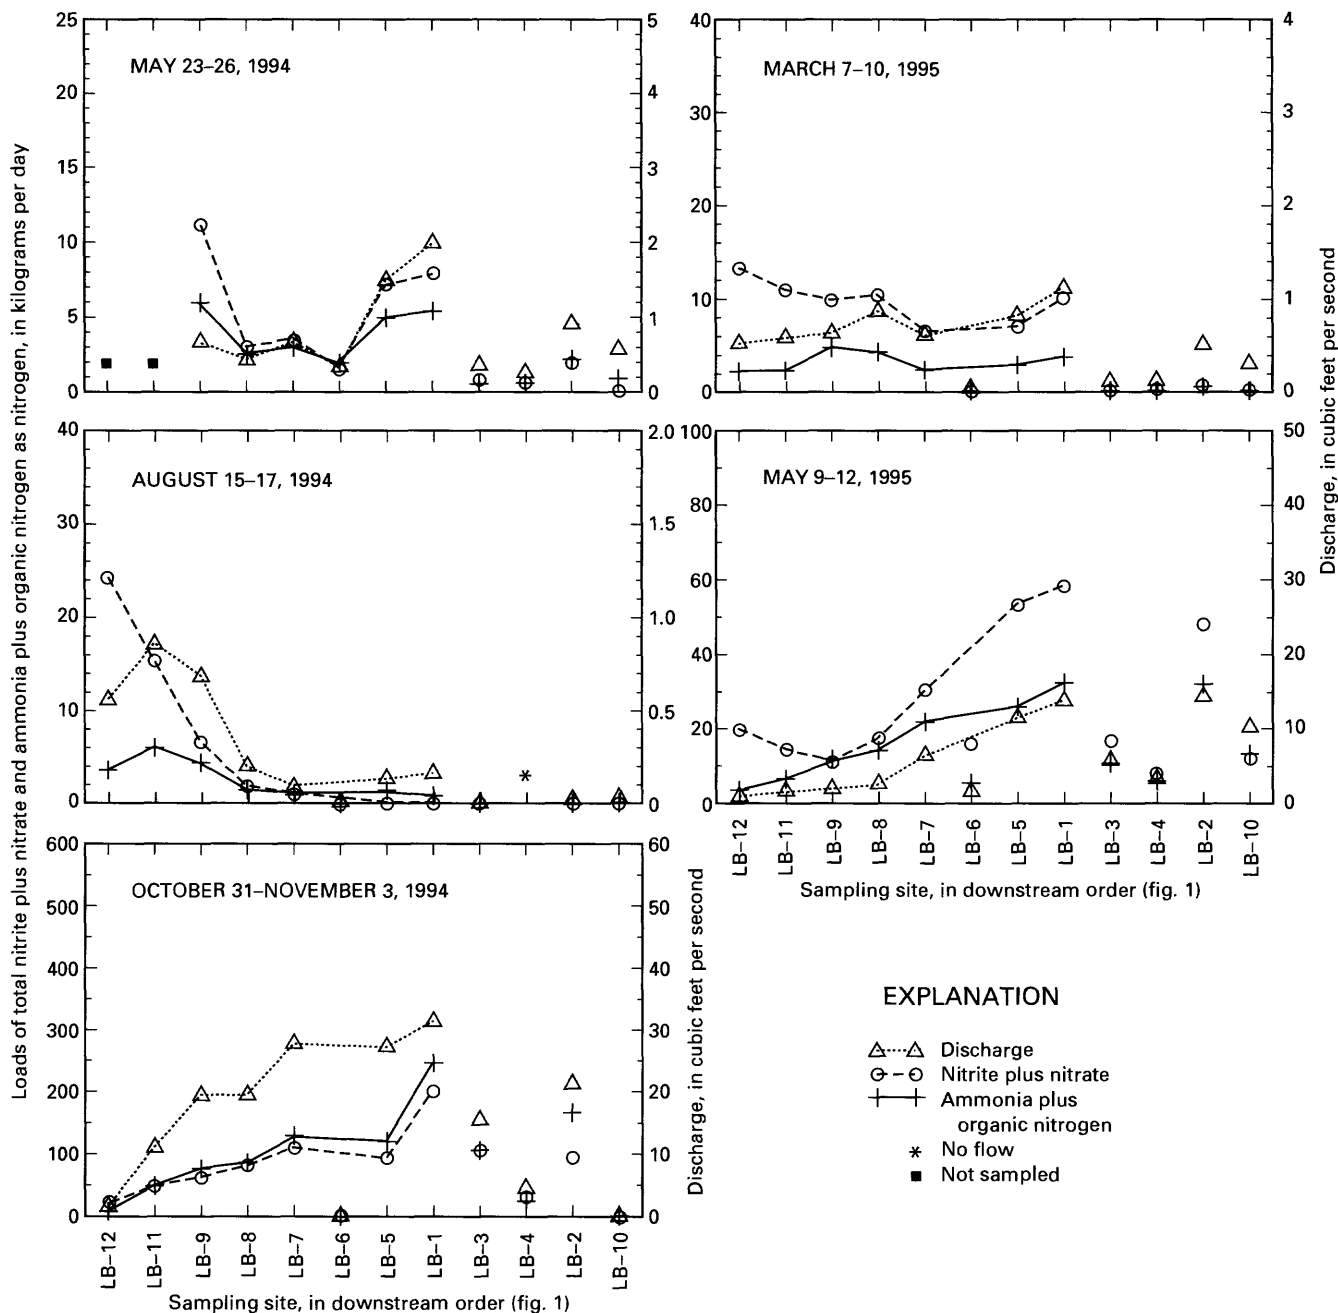 Loads of total nitrite plus nitrate and ammonia plus organic nitrogen as nitrogen, in kilograms per day
MAY 23–26, 1994
25
20
15
10
5
0
5
4
3
2
1
0
AUGUST 15–17, 1994
40
30
20
10
0
2.0
1.5
1.0
0.5
0
OCTOBER 31–NOVEMBER 3, 1994
600
500
400
300
200
100
0
60
50
40
30
20
10
0
LB–12
LB–11
LB–9
LB–8
LB–7
LB–6
LB–5
LB–1
LB–3
LB–4
LB–2
LB–10
Sampling site, in downstream order (fig. 1)
Discharge, in cubic feet per second
MARCH 7–10, 1995
40
30
20
10
0
4
3
2
1
0
MAY 9–12, 1995
100
80
60
40
20
0
50
40
30
20
10
0
LB–12
LB–11
LB–9
LB–8
LB–7
LB–6
LB–5
LB–1
LB–3
LB–4
LB–2
LB–10
Sampling site, in downstream order (fig. 1)
Discharge, in cubic feet per second
EXPLANATION
Discharge
Nitrite plus nitrate
Ammonia plus
organic nitrogen
No flow
Not sampled